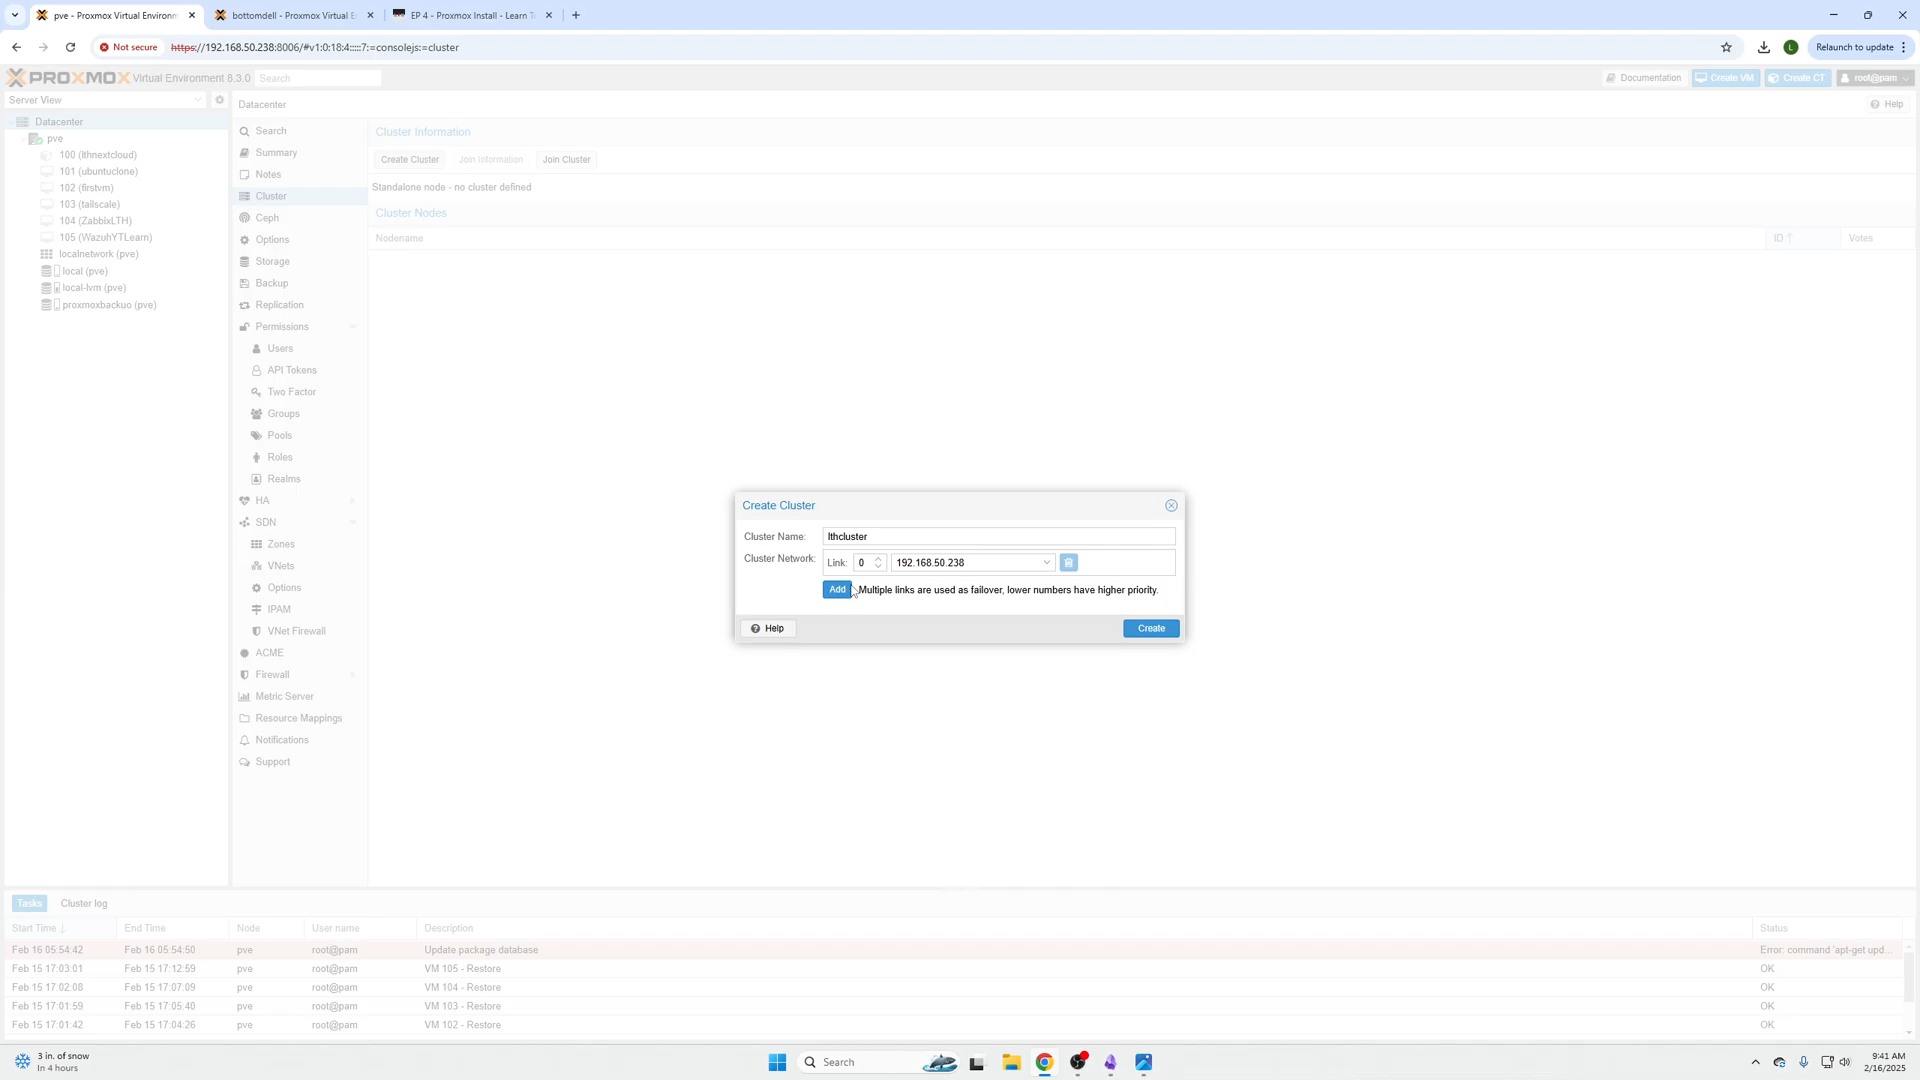 pve - Proxmox Virtual Environm
bottomdell - Proxmox Virtual E
EP 4 - Proxmox Install - Learn T
Not secure
https://192.168.50.238:8006/#v1:0:18:4:::::7:=consolejs:=cluster
L
Relaunch to update
PROXMOX Virtual Environment 8.3.0
Search
Documentation
Create VM
Create CT
root@pam
Server View
Datacenter
Help
Datacenter
pve
100 (lthnextcloud)
101 (ubuntuclone)
102 (firstvm)
103 (tailscale)
104 (ZabbixLTH)
105 (WazuhYTLearn)
localnetwork (pve)
local (pve)
local-lvm (pve)
proxmoxbackuo (pve)
Search
Summary
Notes
Cluster
Ceph
Options
Storage
Backup
Replication
Permissions
Users
API Tokens
Two Factor
Groups
Pools
Roles
Realms
HA
SDN
Zones
VNets
Options
IPAM
VNet Firewall
ACME
Firewall
Metric Server
Resource Mappings
Notifications
Support
Cluster Information
Create Cluster
Join Information
Join Cluster
Standalone node - no cluster defined
Cluster Nodes
Nodename
ID
Votes
Create Cluster
Cluster Name:
lthcluster
Cluster Network:
Link: 0 192.168.50.238
Add
Multiple links are used as failover, lower numbers have higher priority.
Help
Create
Tasks
Cluster log
Start Time End Time Node User name Description Status
Feb 16 05:54:42 Feb 16 05:54:50 pve root@pam Update package database Error: command 'apt-get upd...
Feb 15 17:03:01 Feb 15 17:12:59 pve root@pam VM 105 - Restore OK
Feb 15 17:02:08 Feb 15 17:07:09 pve root@pam VM 104 - Restore OK
Feb 15 17:01:59 Feb 15 17:05:40 pve root@pam VM 103 - Restore OK
Feb 15 17:01:42 Feb 15 17:04:26 pve root@pam VM 102 - Restore OK
3 in. of snow
In 4 hours
Search
9:41 AM
2/16/2025